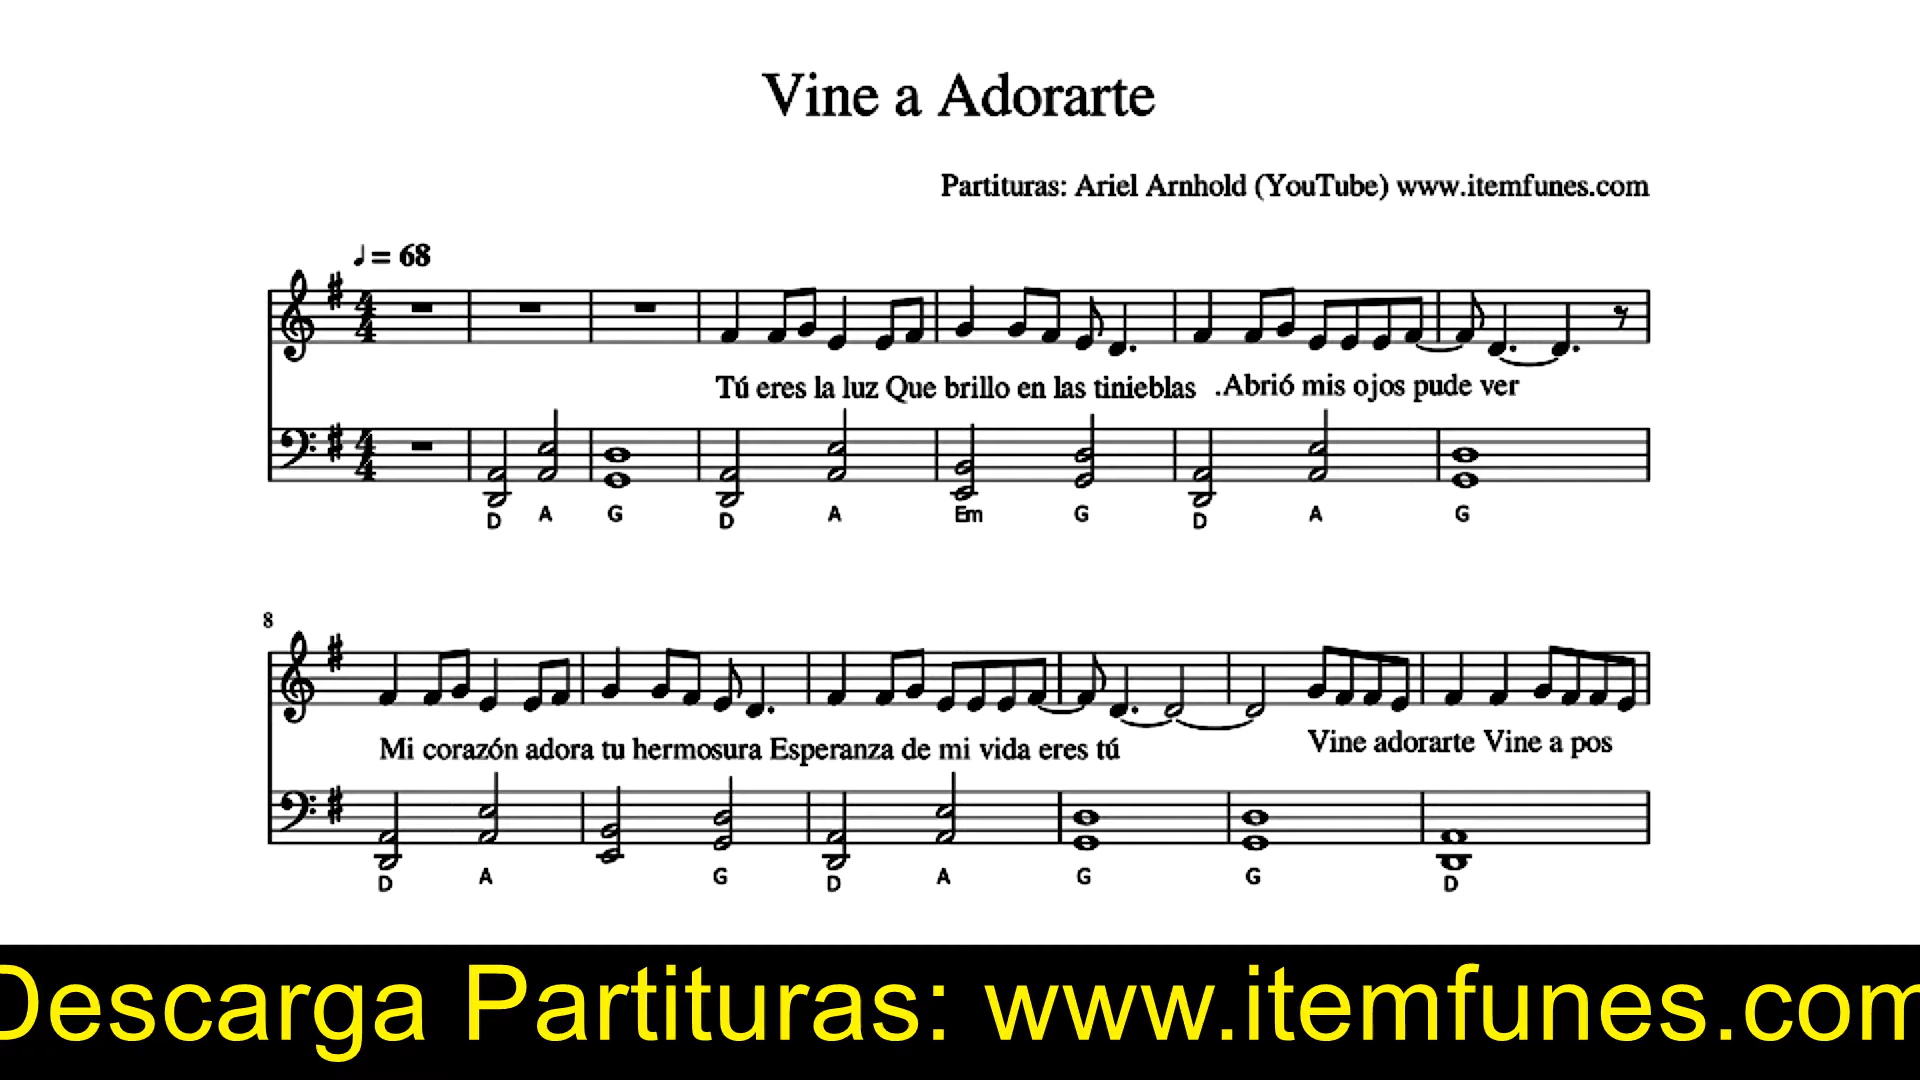 Vine a Adorarte
Partituras: Ariel Arnhold (YouTube) www.itemfunes.com
♩ = 68
Tú eres la luz Que brillo en las tinieblas .Abrió mis ojos pude ver
D A G D A Em G D A G
8
Mi corazón adora tu hermosura Esperanza de mi vida eres tú Vine adorarte Vine a pos
D A G D A G G D
Descarga Partituras: www.itemfunes.com